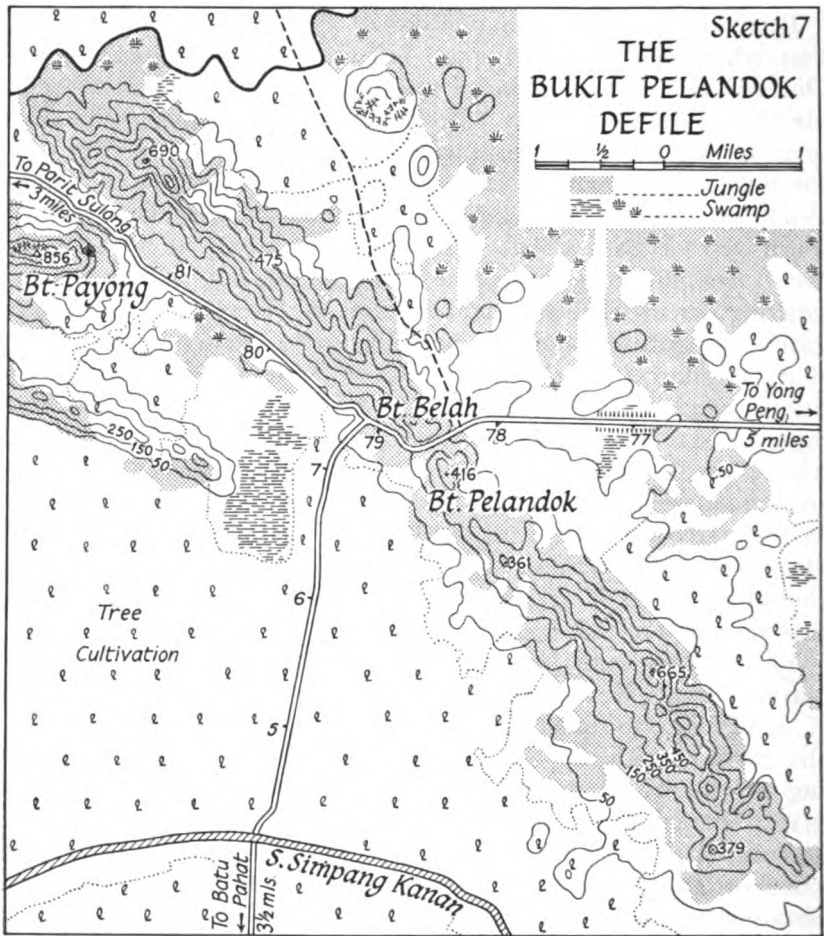 Sketch 7
THE
BUKIT PELANDOK
DEFILE
1 ½ 0 Miles 1
Jungle
Swamp
690
To Parit Sulong
← 3 miles
856
Bt. Payong
475
81
80
Bt. Belah
To Yong
Peng →
5 miles
79
78
77
250
150
50
7
416
Bt. Pelandok
50
361
6
Tree
Cultivation
665
5
450
350
250
150
50
379
S. Simpang Kanan
To Batu
← Pahat
3½ mls.